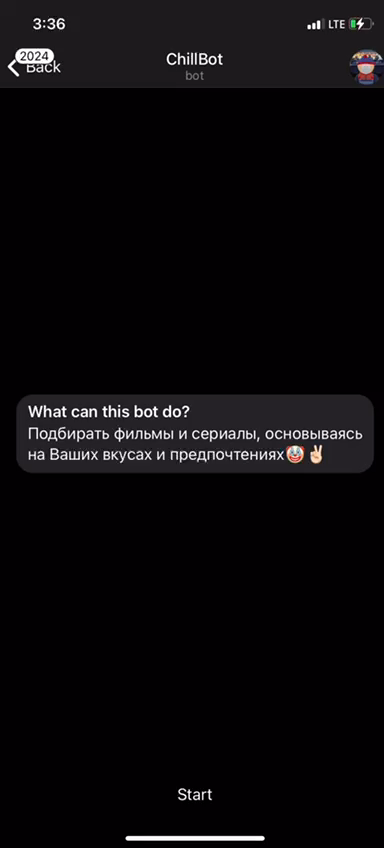 3:36
LTE
2024
Back
ChillBot
bot
What can this bot do?
Подбирать фильмы и сериалы, основываясь
на Ваших вкусах и предпочтениях🤡✌🏻
Start